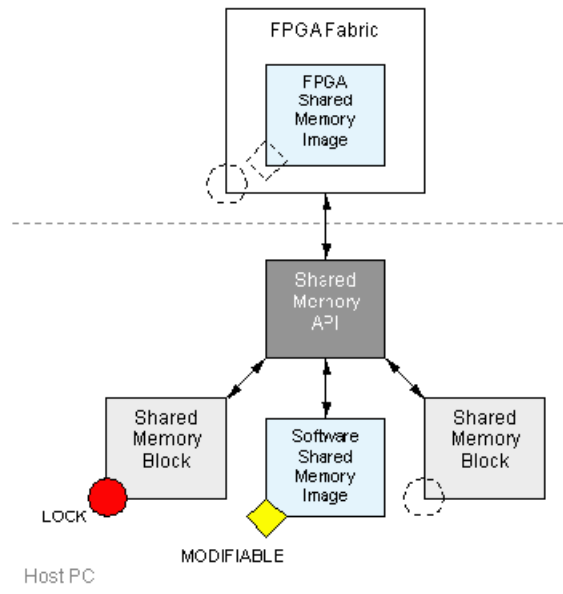 FPGA Fabric
FPGA
Shared
Memory
Image
Shared
Memory
API
Shared
Memory
Block
Software
Shared
Memory
Image
Shared
Memory
Block
LOCK
MODIFIABLE
Host PC